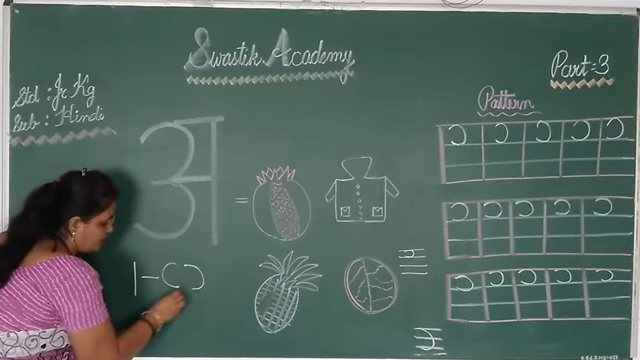 Swastik Academy
Part=3
Std : Jr Kg
Sub : Hindi
Pattern
अ =